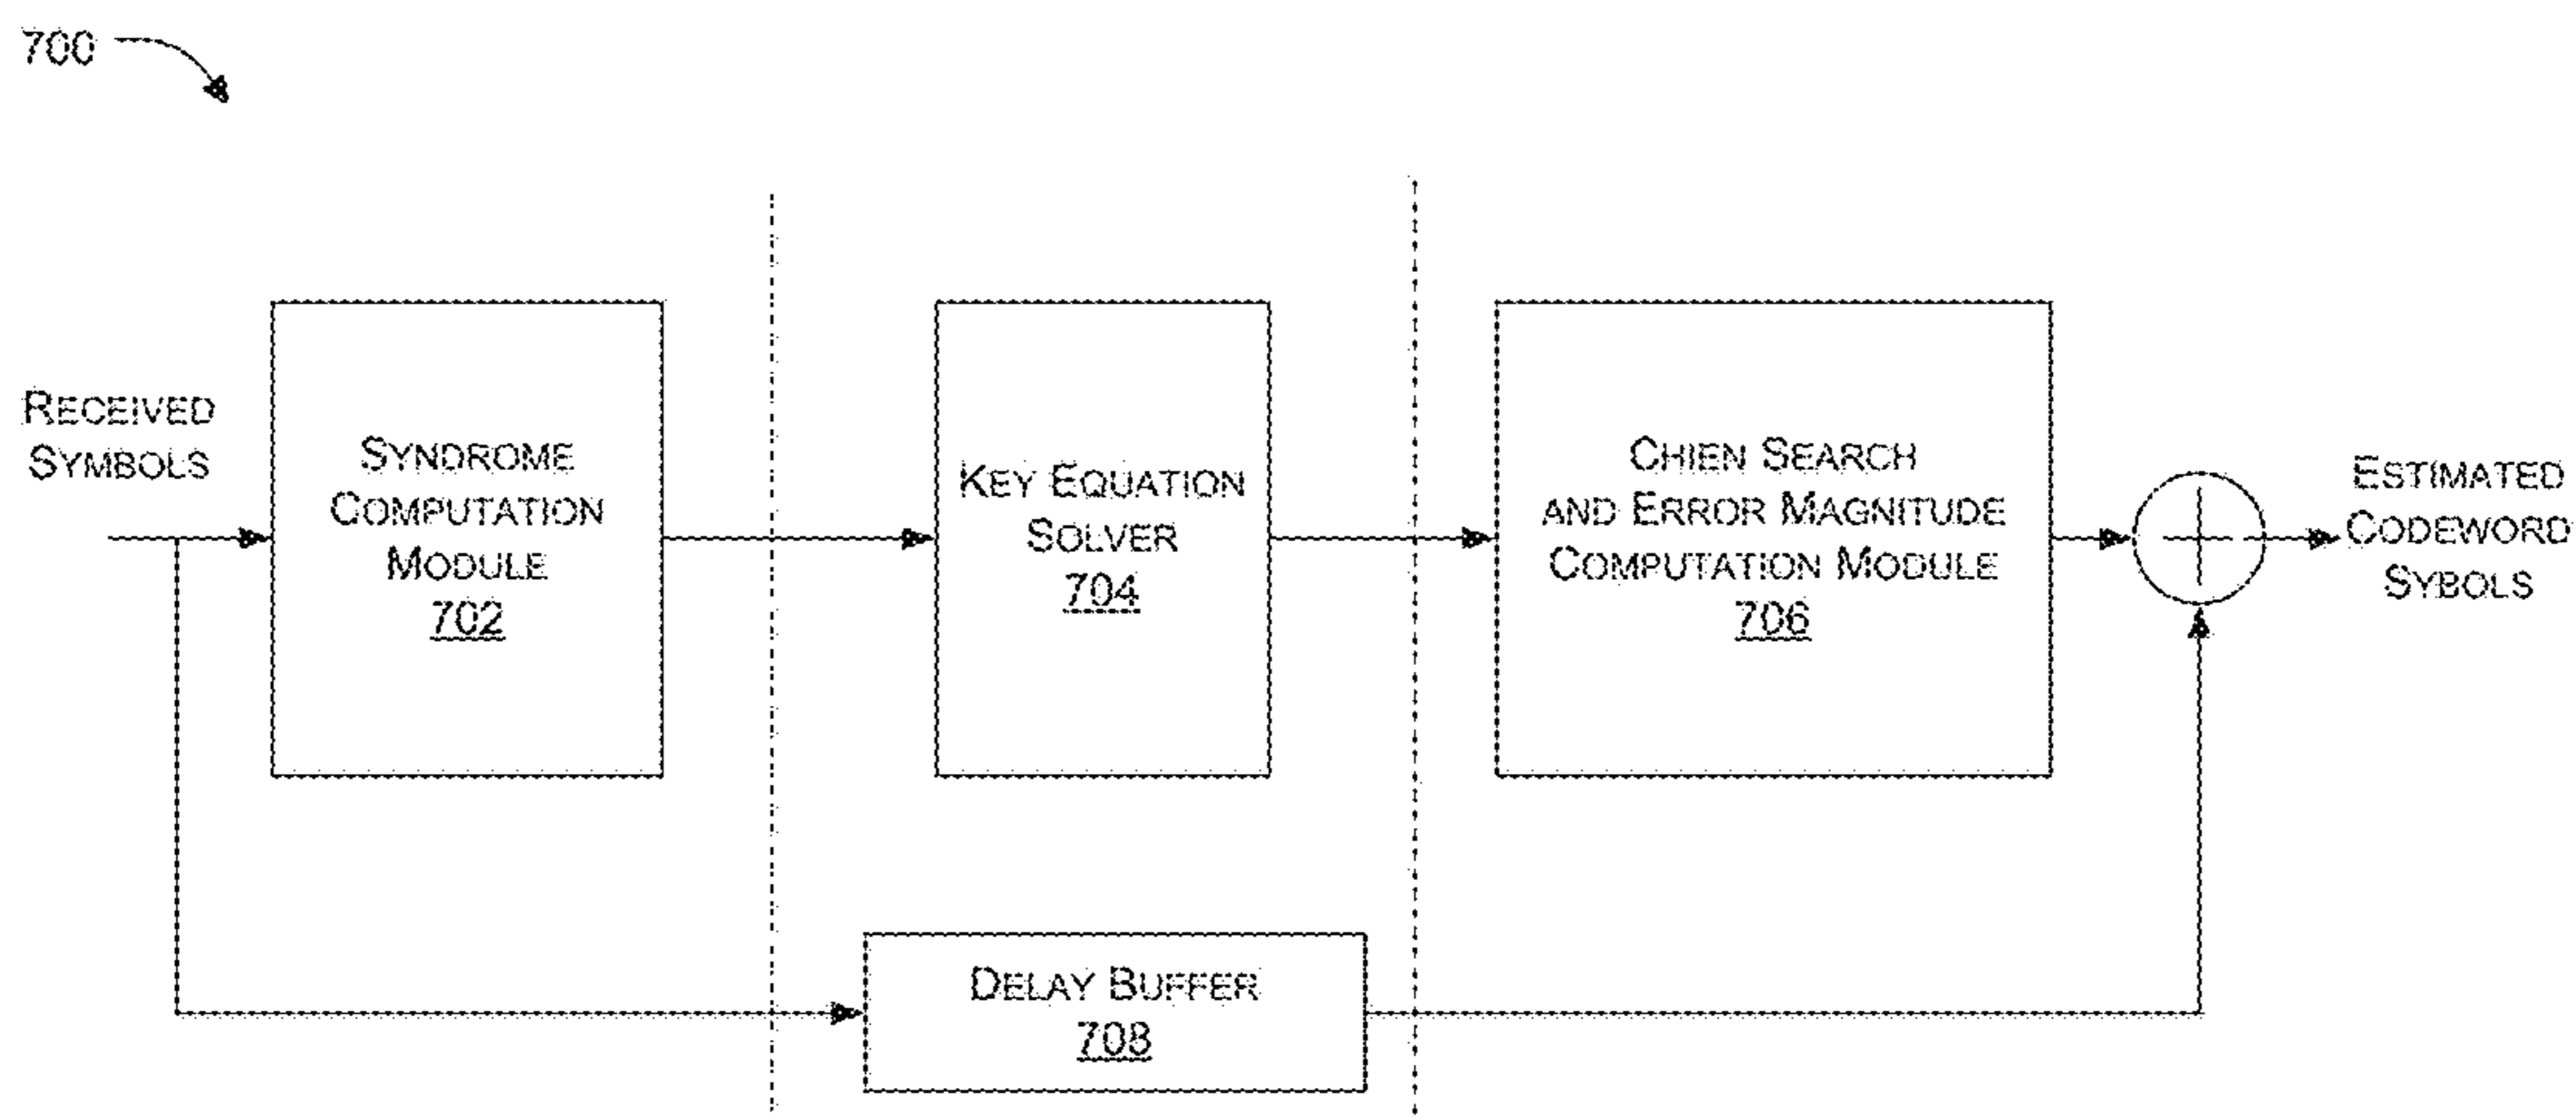 700
RECEIVED
SYMBOLS
SYNDROME
COMPUTATION
MODULE
702
KEY EQUATION
SOLVER
704
CHIEN SEARCH
AND ERROR MAGNITUDE
COMPUTATION MODULE
706
ESTIMATED
CODEWORD
SYBOLS
DELAY BUFFER
708